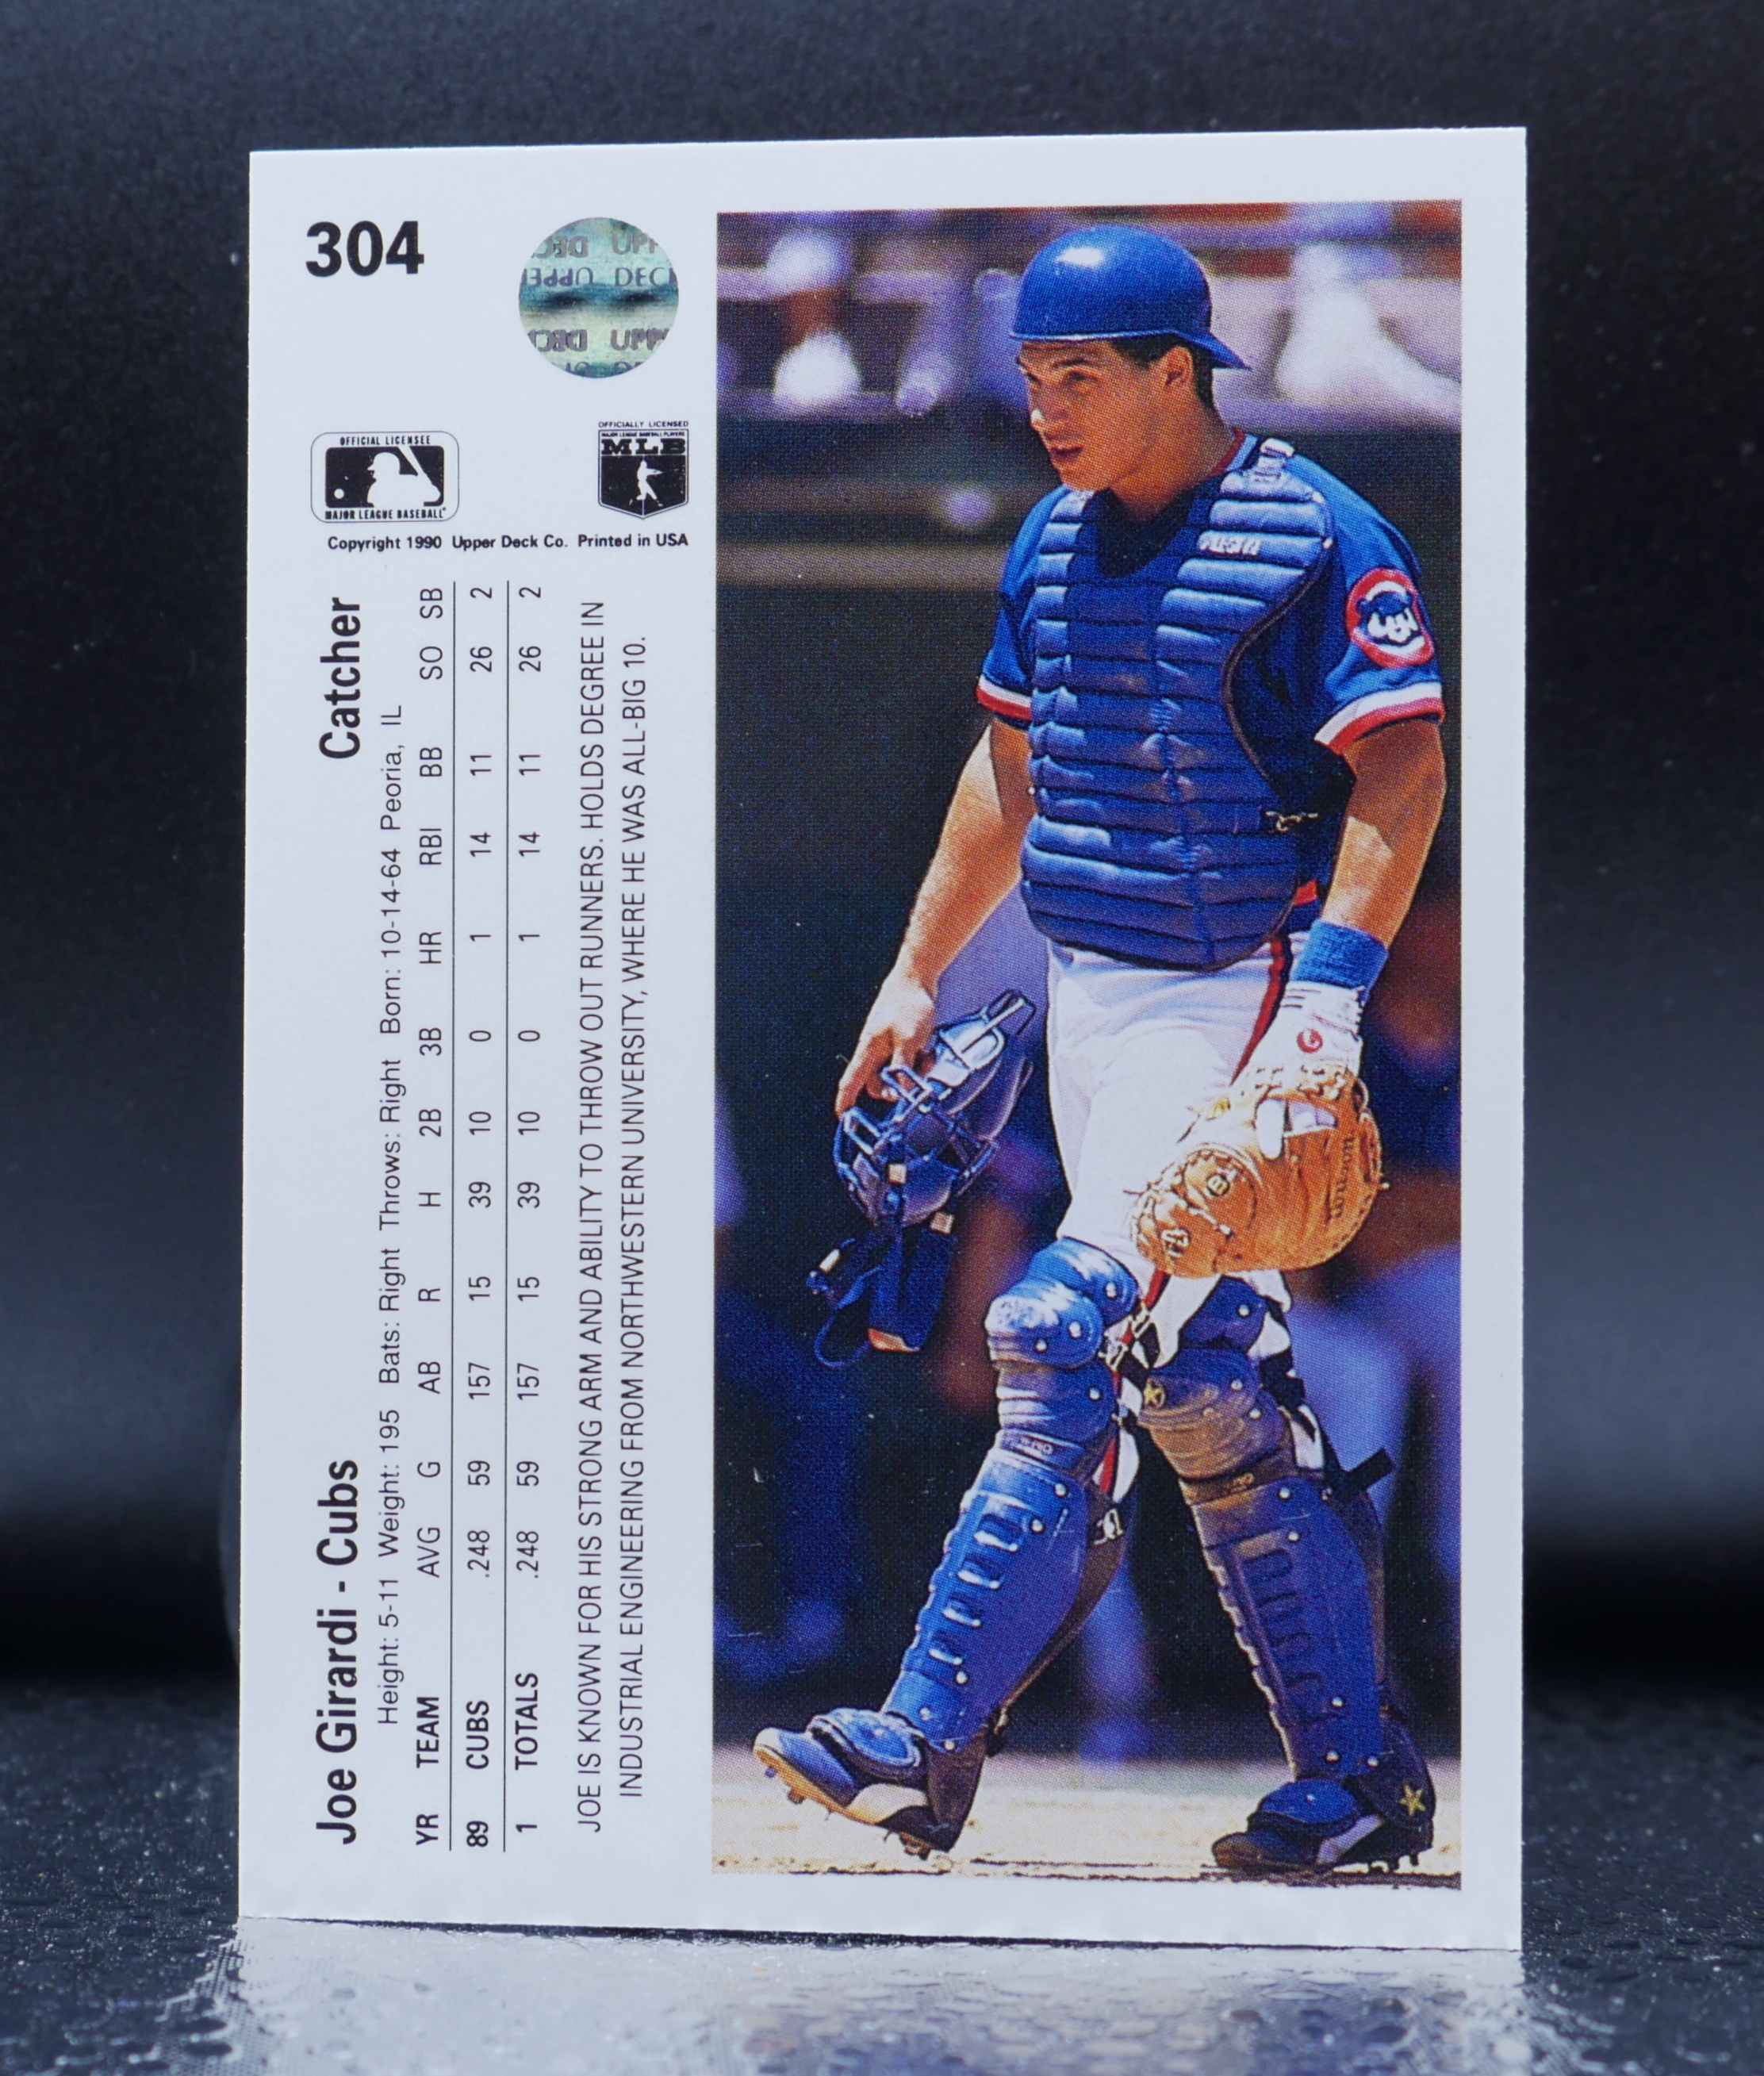 304
UPPER DECK
OFFICIAL LICENSEE
MAJOR LEAGUE BASEBALL
OFFICIALLY LICENSED
MAJOR LEAGUE BASEBALL PLAYERS
MLB
Copyright 1990 Upper Deck Co. Printed in USA
Joe Girardi - Cubs Catcher
Height: 5-11 Weight: 195 Bats: Right Throws: Right Born: 10-14-64 Peoria, IL
YR TEAM AVG G AB R H 2B 3B HR RBI BB SO SB
89 CUBS .248 59 157 15 39 10 0 1 14 11 26 2
1 TOTALS .248 59 157 15 39 10 0 1 14 11 26 2
JOE IS KNOWN FOR HIS STRONG ARM AND ABILITY TO THROW OUT RUNNERS. HOLDS DEGREE IN
INDUSTRIAL ENGINEERING FROM NORTHWESTERN UNIVERSITY, WHERE HE WAS ALL-BIG 10.
Wilson